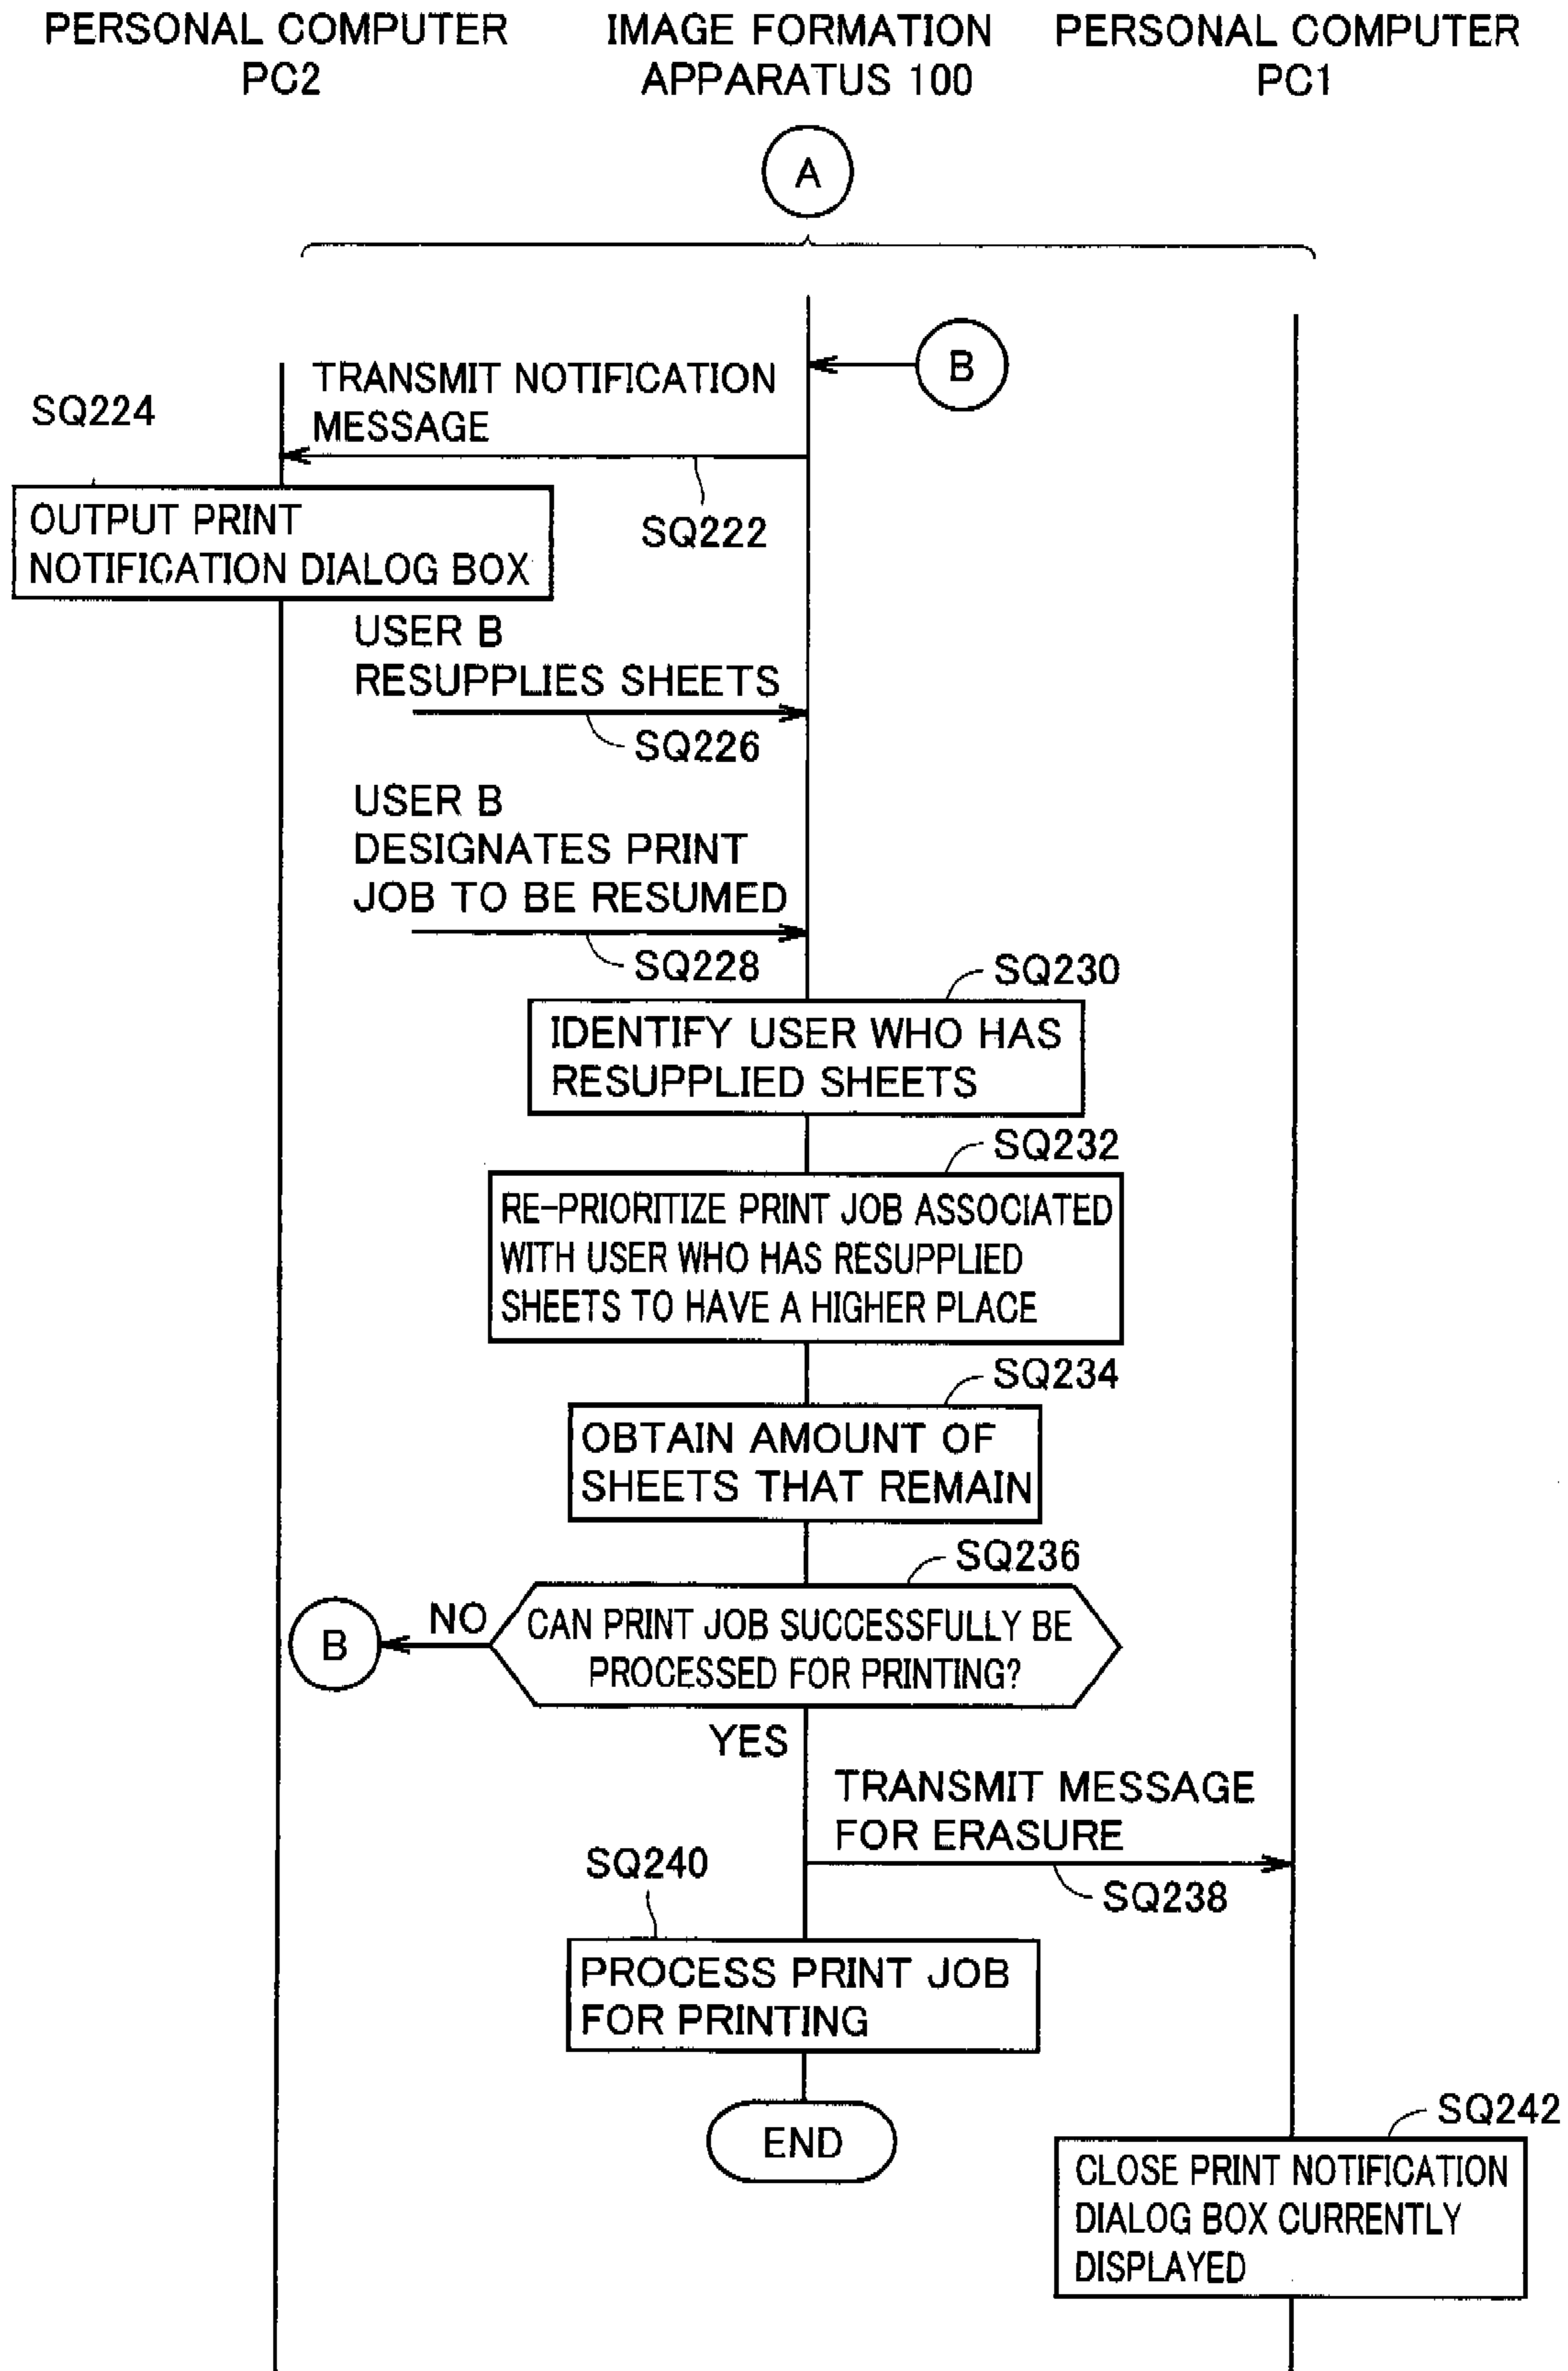 PERSONAL COMPUTER
PC2
IMAGE FORMATION
APPARATUS 100
PERSONAL COMPUTER
PC1
A
B
TRANSMIT NOTIFICATION
MESSAGE
SQ224
SQ222
OUTPUT PRINT
NOTIFICATION DIALOG BOX
USER B
RESUPPLIES SHEETS
SQ226
USER B
DESIGNATES PRINT
JOB TO BE RESUMED
SQ228
SQ230
IDENTIFY USER WHO HAS
RESUPPLIED SHEETS
SQ232
RE-PRIORITIZE PRINT JOB ASSOCIATED
WITH USER WHO HAS RESUPPLIED
SHEETS TO HAVE A HIGHER PLACE
SQ234
OBTAIN AMOUNT OF
SHEETS THAT REMAIN
SQ236
B
NO
CAN PRINT JOB SUCCESSFULLY BE
PROCESSED FOR PRINTING?
YES
TRANSMIT MESSAGE
FOR ERASURE
SQ238
SQ240
PROCESS PRINT JOB
FOR PRINTING
END
SQ242
CLOSE PRINT NOTIFICATION
DIALOG BOX CURRENTLY
DISPLAYED